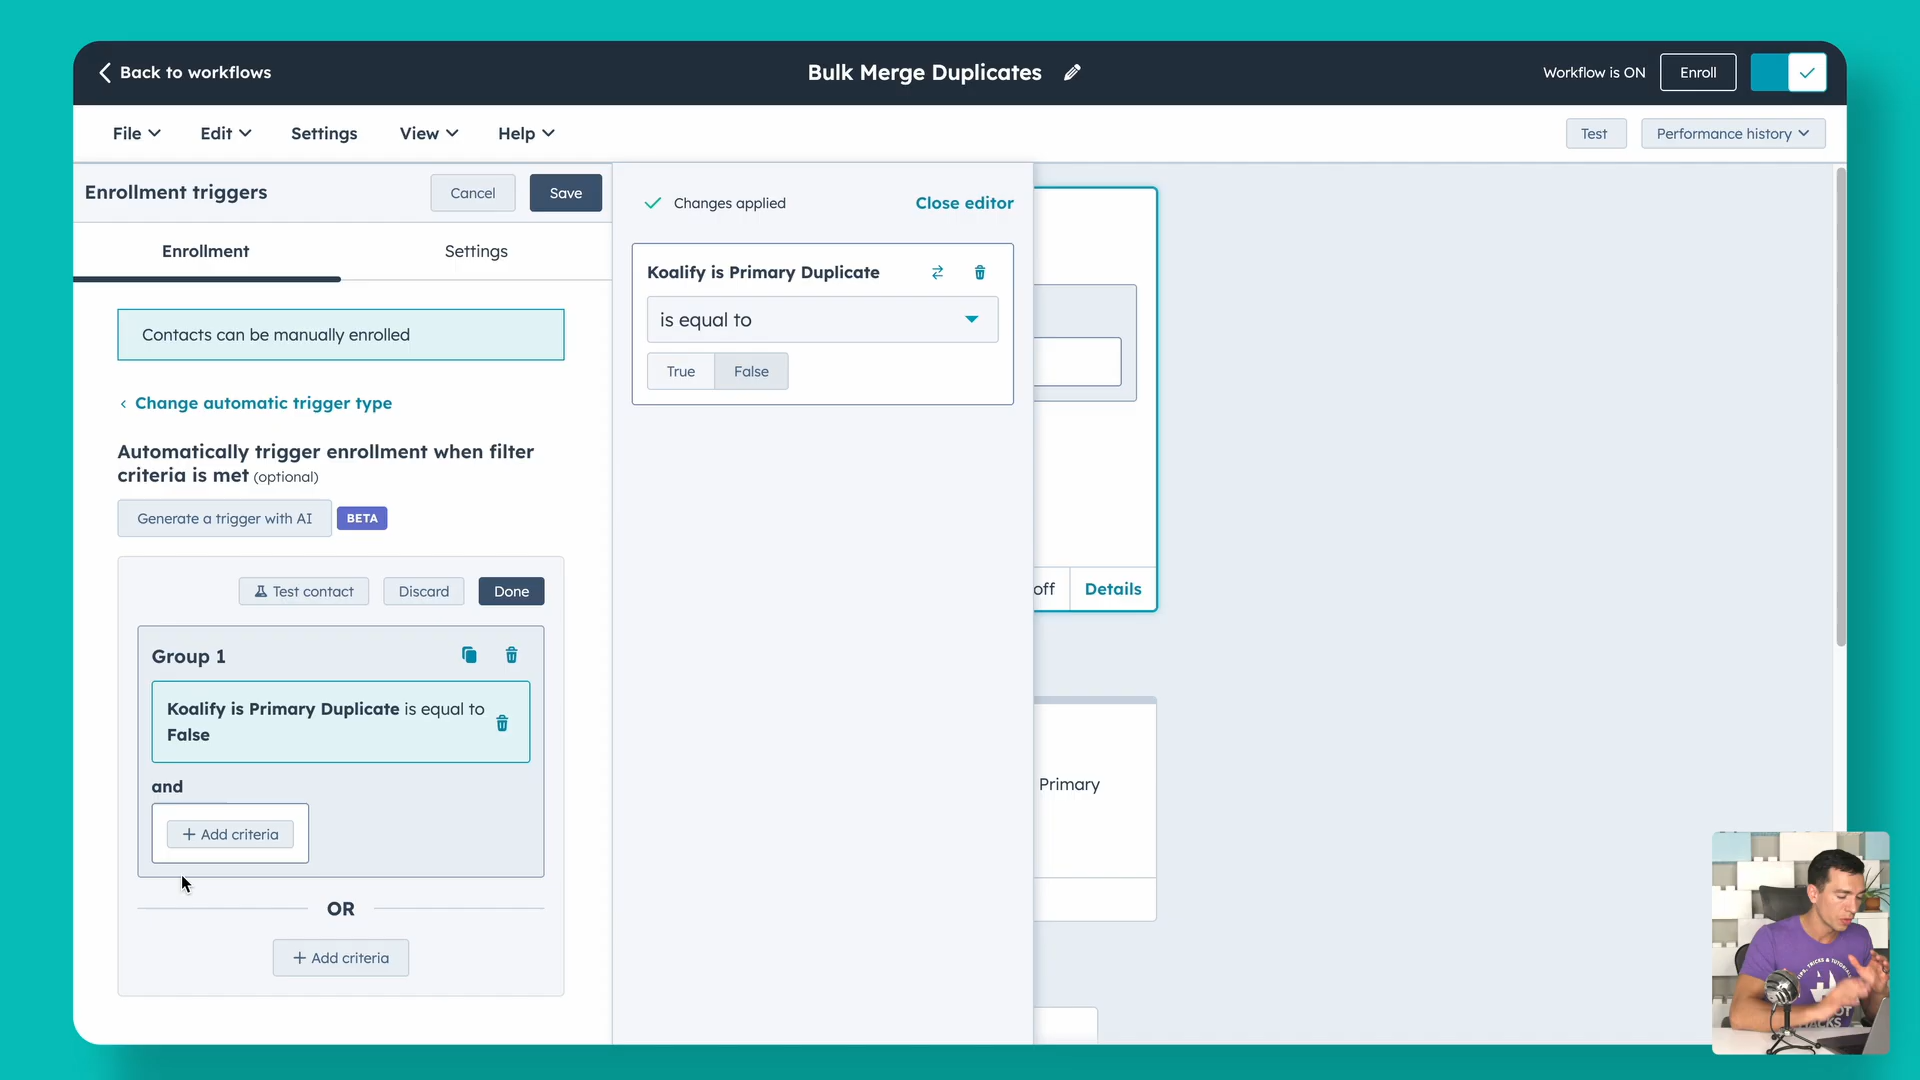 Back to workflows
Bulk Merge Duplicates
Workflow is ON
Enroll
File
Edit
Settings
View
Help
Test
Performance history
Enrollment triggers
Cancel
Save
Enrollment
Settings
Contacts can be manually enrolled
Change automatic trigger type
Automatically trigger enrollment when filter
criteria is met (optional)
Generate a trigger with AI
BETA
Test contact
Discard
Done
Group 1
Koalify is Primary Duplicate is equal to
False
and
+ Add criteria
OR
+ Add criteria
Changes applied
Close editor
Koalify is Primary Duplicate
is equal to
True
False
off
Details
Primary